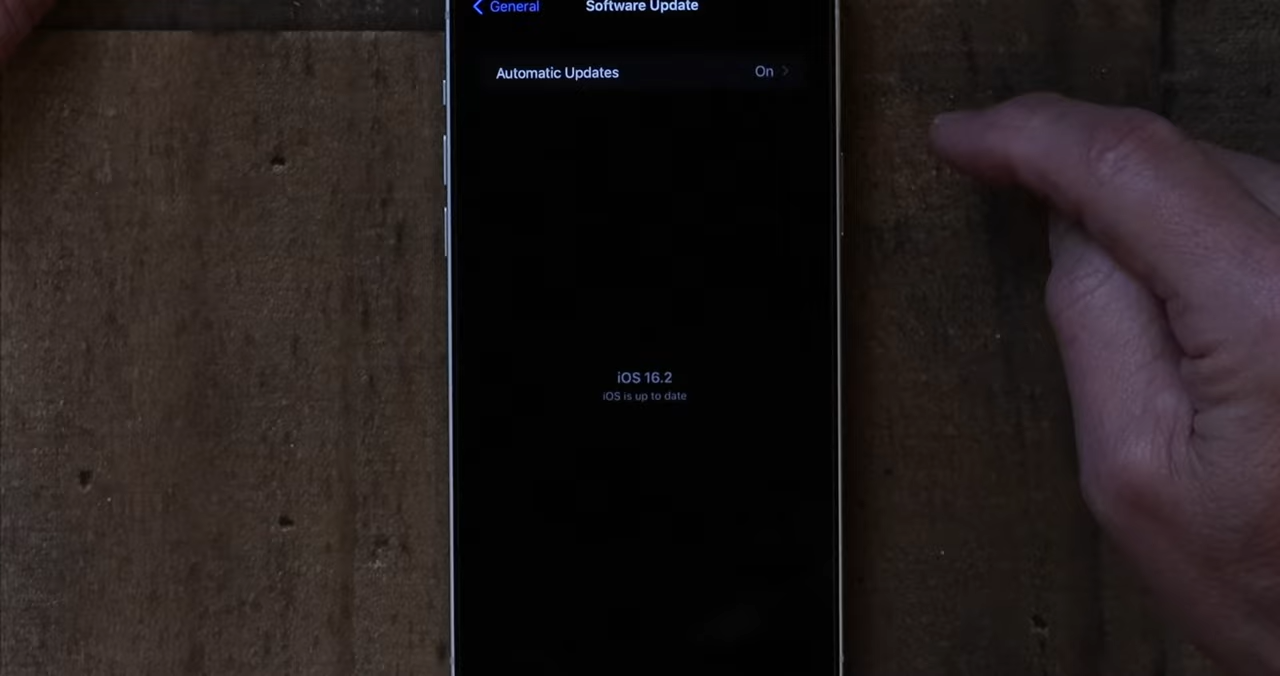 General
Software Update
Automatic Updates On
iOS 16.2
iOS is up to date